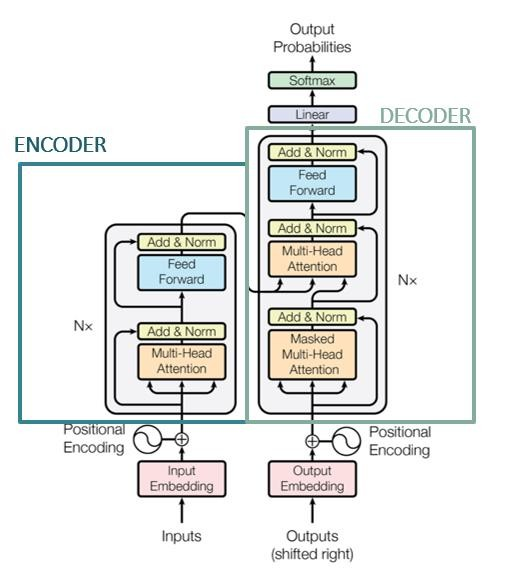 Output
Probabilities
Softmax
Linear
DECODER
ENCODER
Add & Norm
Feed
Forward
Add & Norm
Multi-Head
Attention
Add & Norm
Masked
Multi-Head
Attention
Nx
Add & Norm
Feed
Forward
Add & Norm
Multi-Head
Attention
Nx
Positional
Encoding
Positional
Encoding
Input
Embedding
Output
Embedding
Inputs
Outputs
(shifted right)